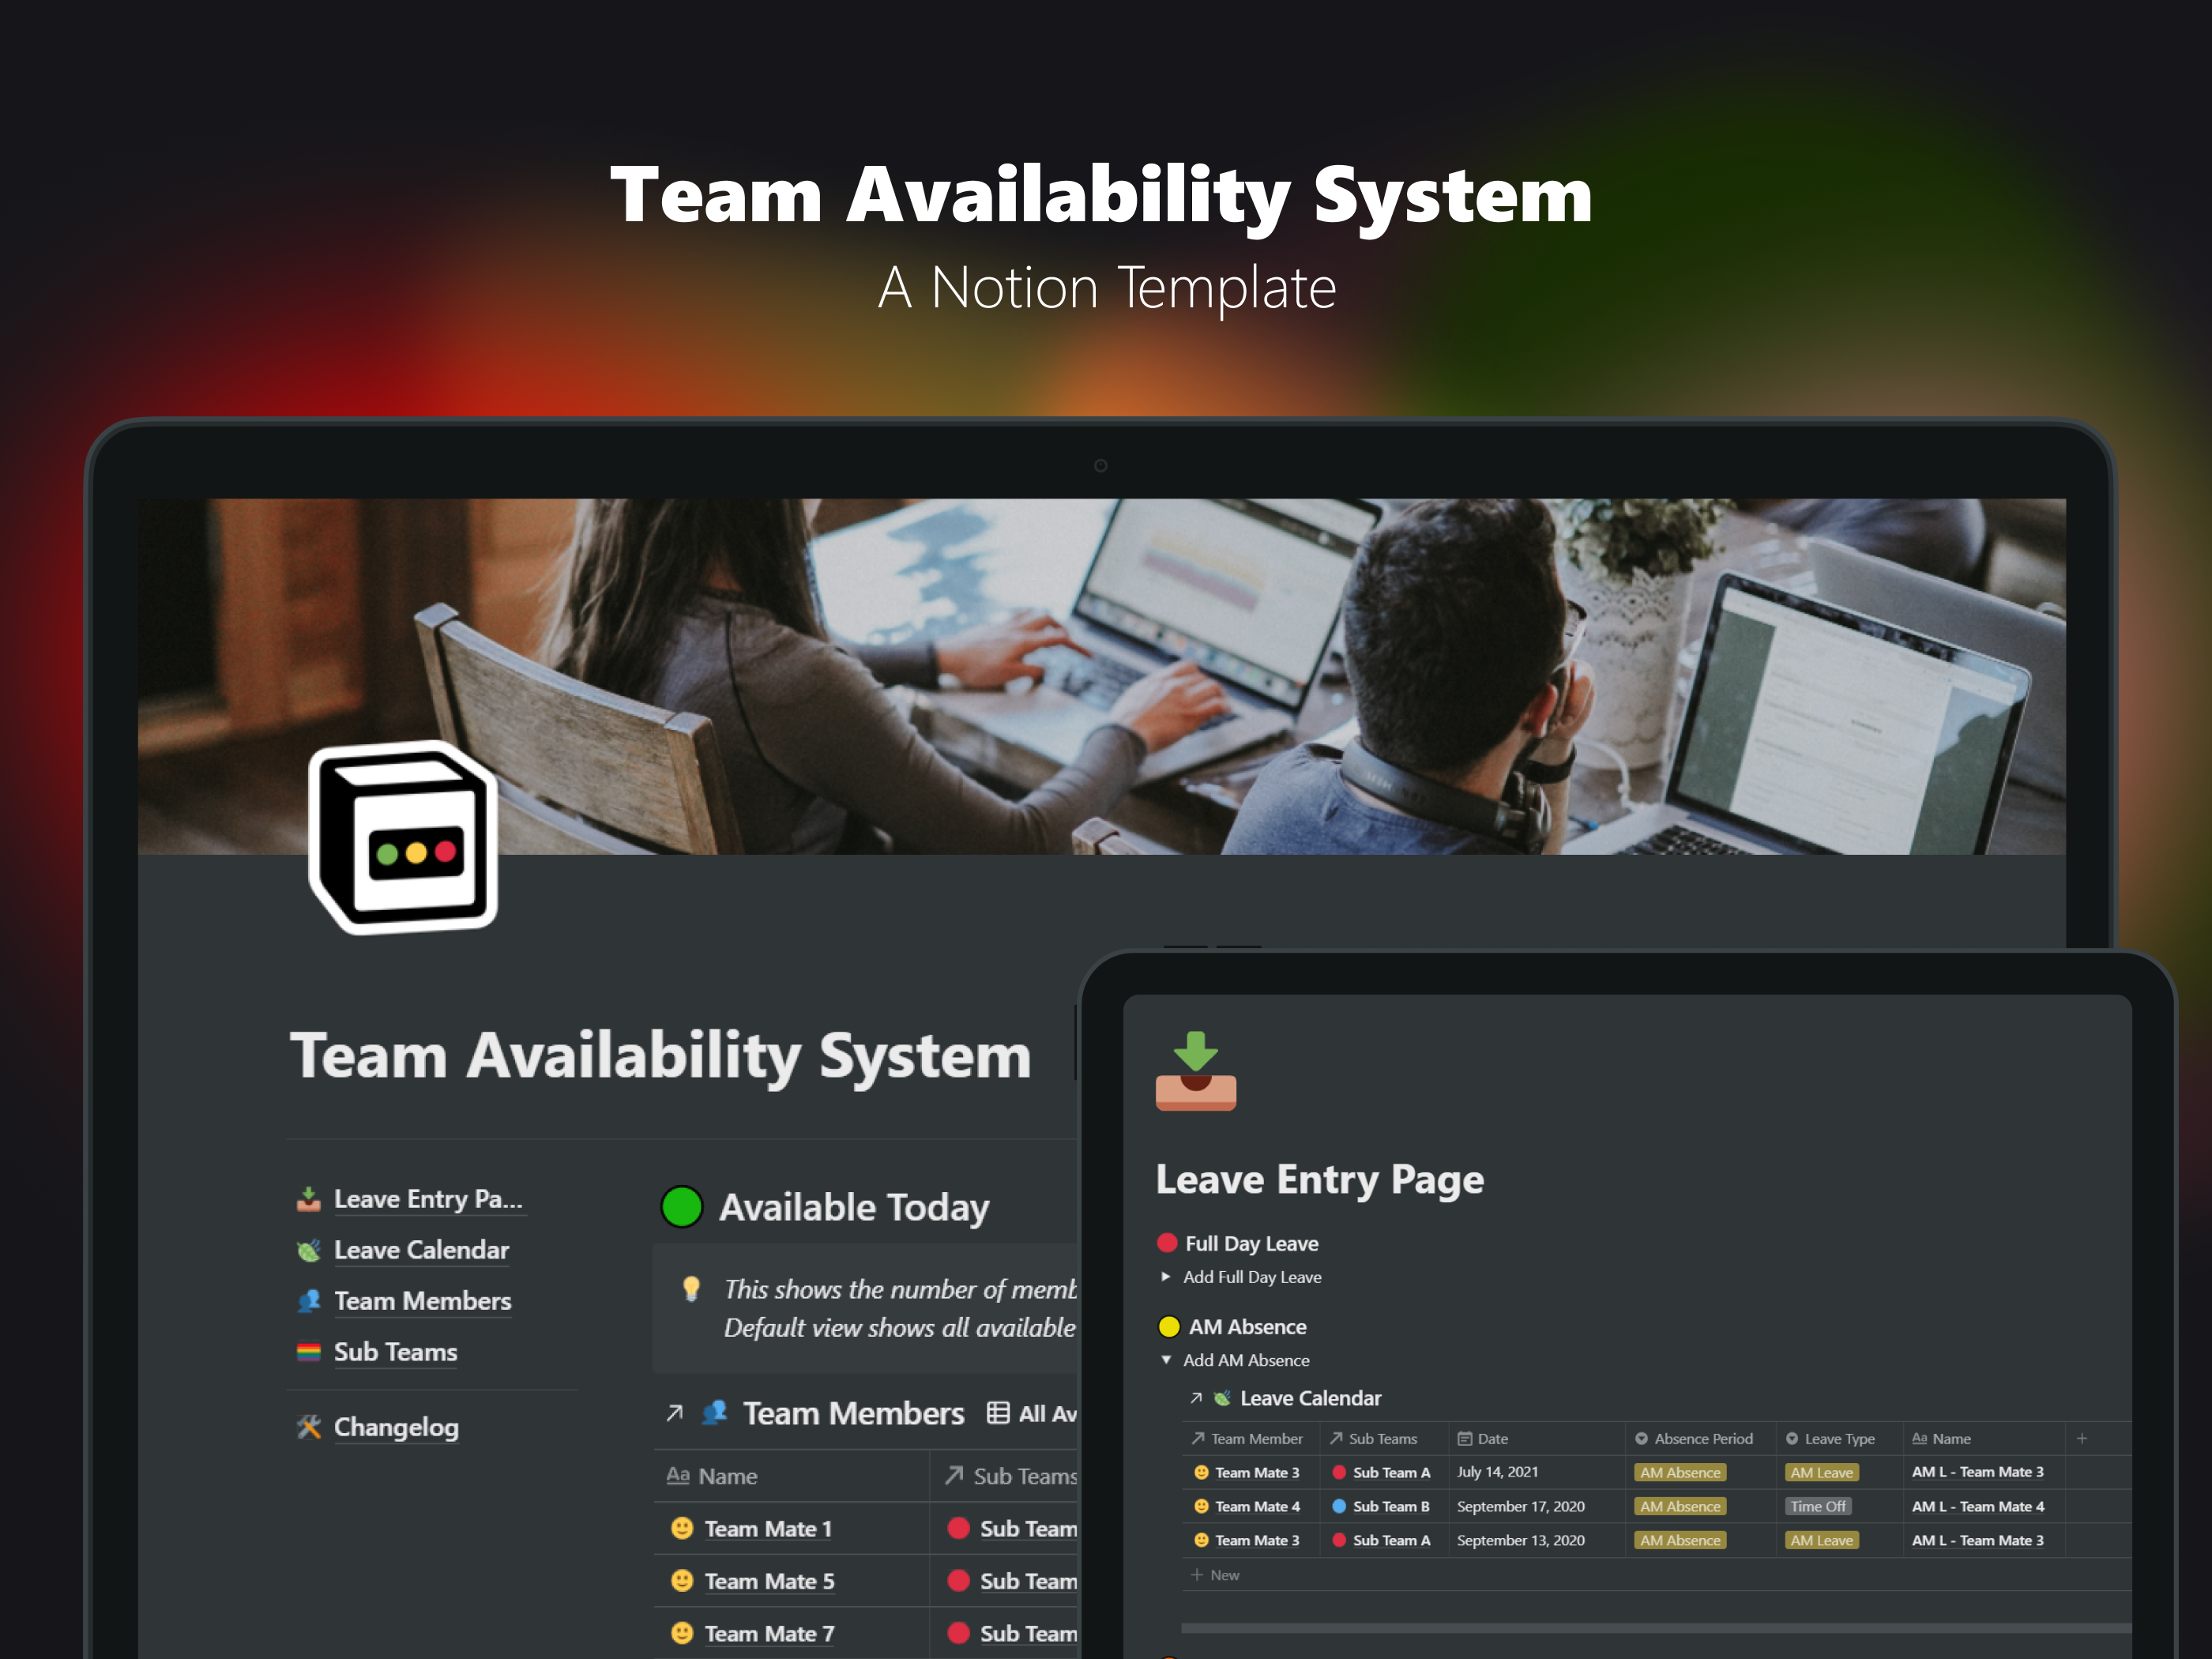 Team Availability System
A Notion Template
Team Availability System
Leave Entry Pa...
Leave Calendar
Team Members
Sub Teams
Changelog
Available Today
This shows the number of memb
Default view shows all available
Team Members All Av
Aa Name Sub Teams
Team Mate 1 Sub Team
Team Mate 5 Sub Team
Team Mate 7 Sub Team
Leave Entry Page
Full Day Leave
Add Full Day Leave
AM Absence
Add AM Absence
Leave Calendar
Team Member Sub Teams Date Absence Period Leave Type Aa Name +
Team Mate 3 Sub Team A July 14, 2021 AM Absence AM Leave AM L - Team Mate 3
Team Mate 4 Sub Team B September 17, 2020 AM Absence Time Off AM L - Team Mate 4
Team Mate 3 Sub Team A September 13, 2020 AM Absence AM Leave AM L - Team Mate 3
+ New